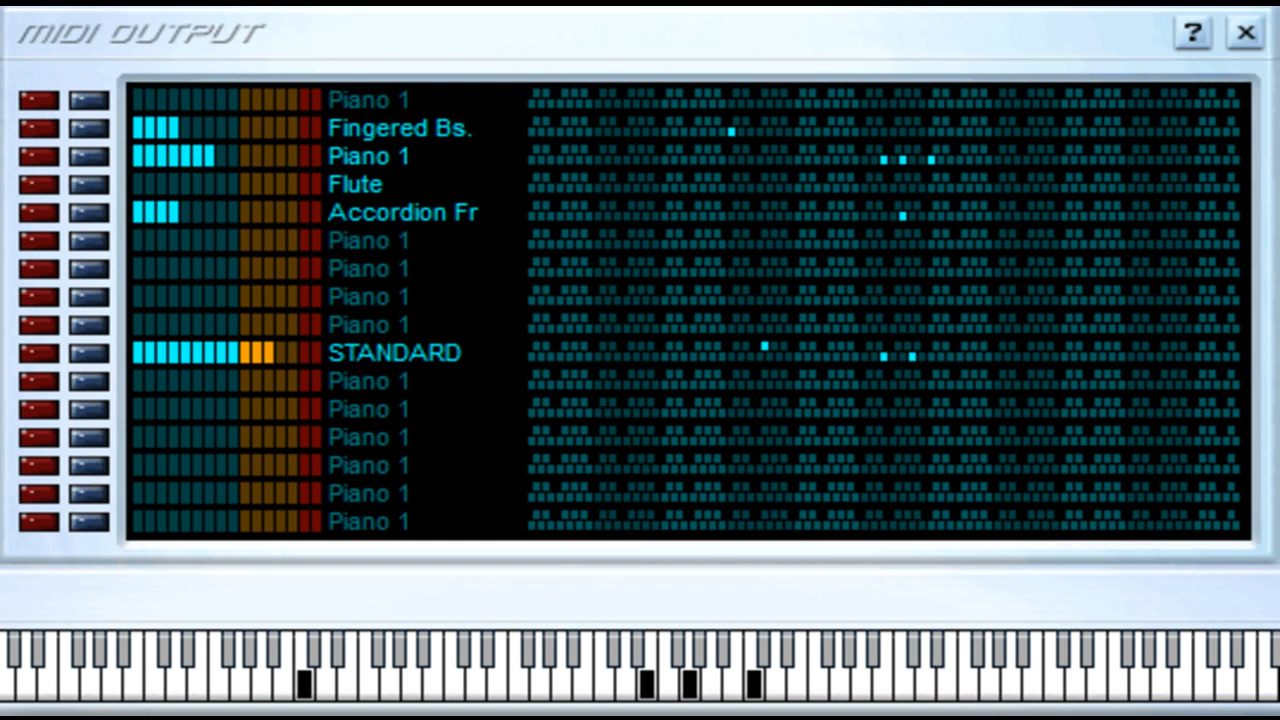 MIDI OUTPUT
? ×
Piano 1
Fingered Bs.
Piano 1
Flute
Accordion Fr
Piano 1
Piano 1
Piano 1
Piano 1
STANDARD
Piano 1
Piano 1
Piano 1
Piano 1
Piano 1
Piano 1